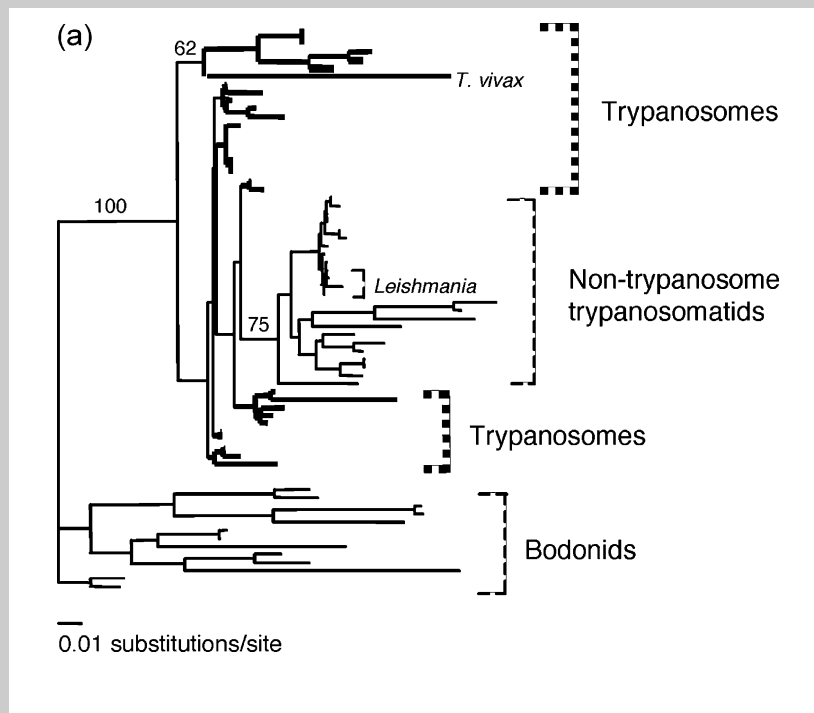 (a)
62
T. vivax
Trypanosomes
100
Non-trypanosome
trypanosomatids
Leishmania
75
Trypanosomes
Bodonids
0.01 substitutions/site